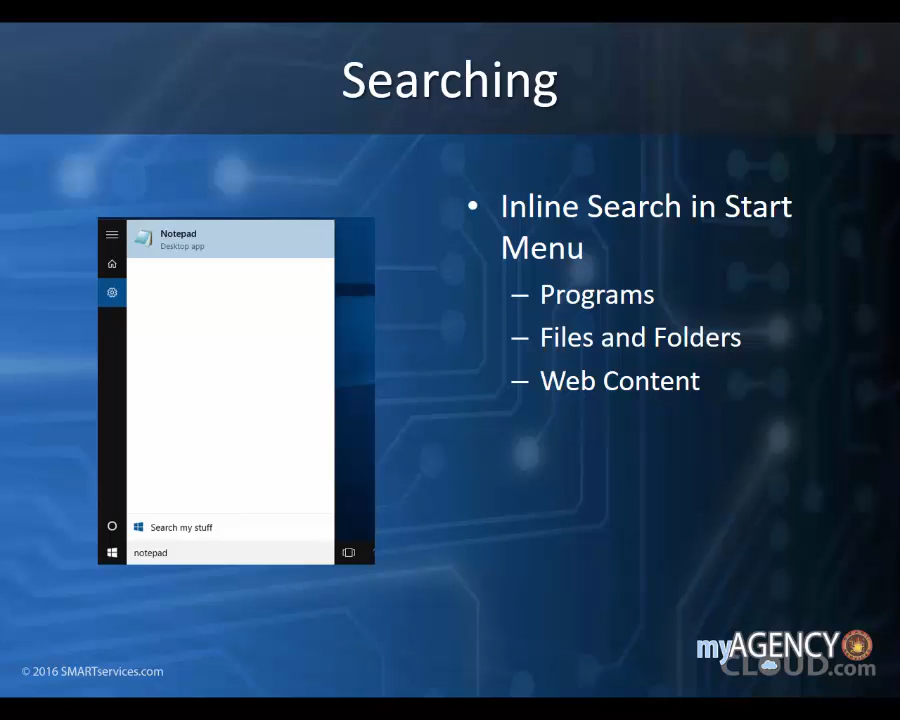 Searching
Notepad
Desktop app
Search my stuff
notepad
• Inline Search in Start
Menu
– Programs
– Files and Folders
– Web Content
© 2016 SMARTservices.com
myAGENCY
CLOUD.com